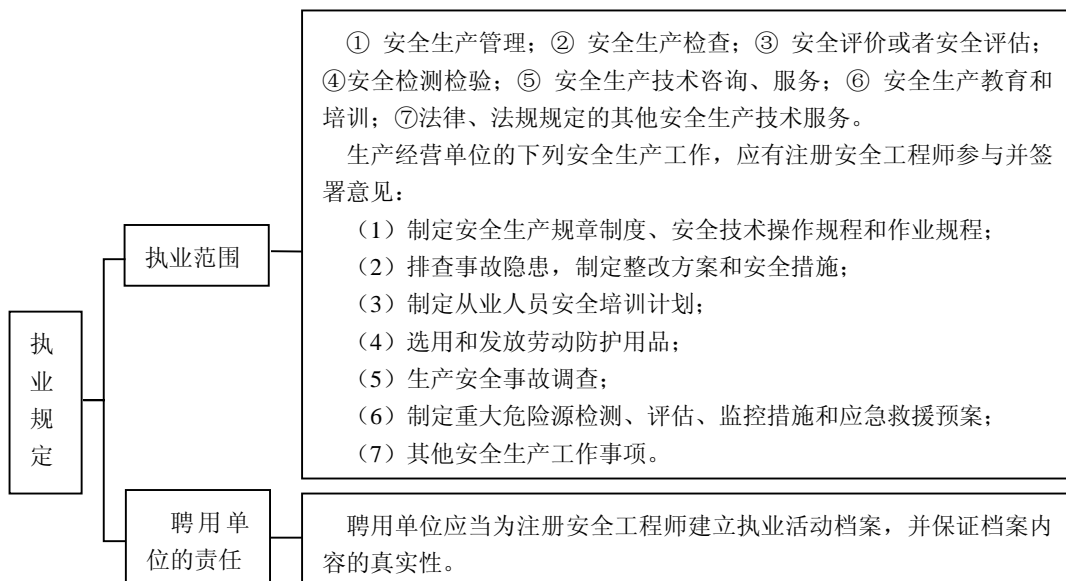 ① 安全生产管理；② 安全生产检查；③ 安全评价或者安全评估；
④安全检测检验；⑤ 安全生产技术咨询、服务；⑥ 安全生产教育和
培训；⑦法律、法规规定的其他安全生产技术服务。
生产经营单位的下列安全生产工作，应有注册安全工程师参与并签
署意见：
（1）制定安全生产规章制度、安全技术操作规程和作业规程；
（2）排查事故隐患，制定整改方案和安全措施；
（3）制定从业人员安全培训计划；
（4）选用和发放劳动防护用品；
（5）生产安全事故调查；
（6）制定重大危险源检测、评估、监控措施和应急救援预案；
（7）其他安全生产工作事项。
执业范围
执
业
规
定
聘用单
位的责任
聘用单位应当为注册安全工程师建立执业活动档案，并保证档案内
容的真实性。